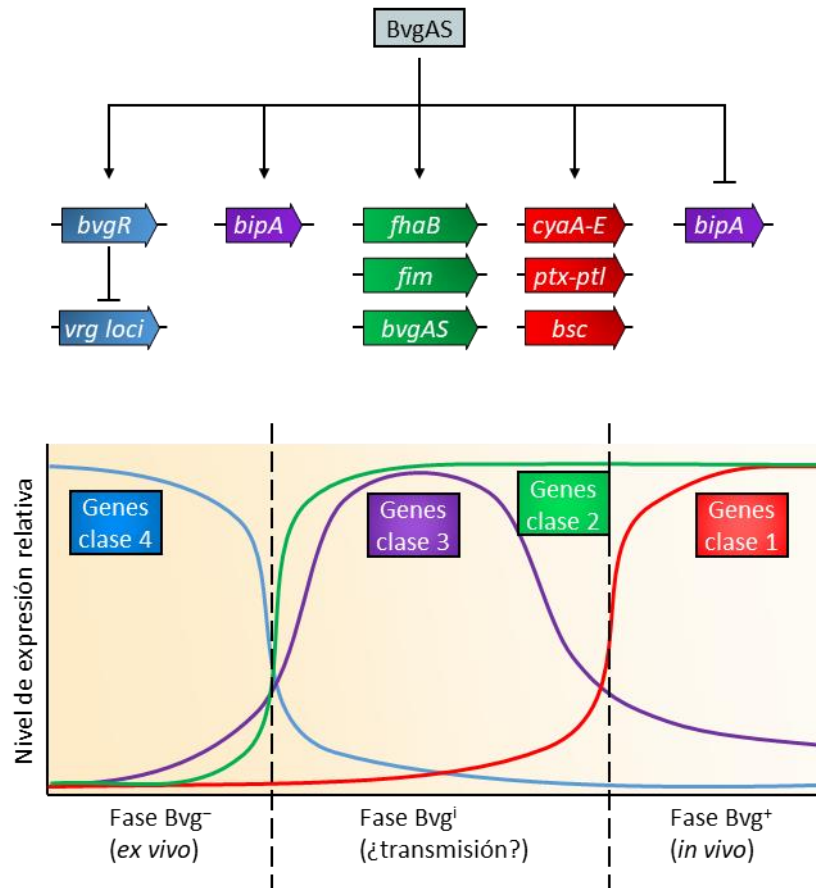 BvgAS
bvgR
bipA
fhaB
cyaA-E
bipA
fim
ptx-ptl
vrg loci
bvgAS
bsc
Nivel de expresión relativa
Genes
clase 4
Genes
clase 3
Genes
clase 2
Genes
clase 1
Fase Bvg⁻
(ex vivo)
Fase Bvgⁱ
(¿transmisión?)
Fase Bvg⁺
(in vivo)